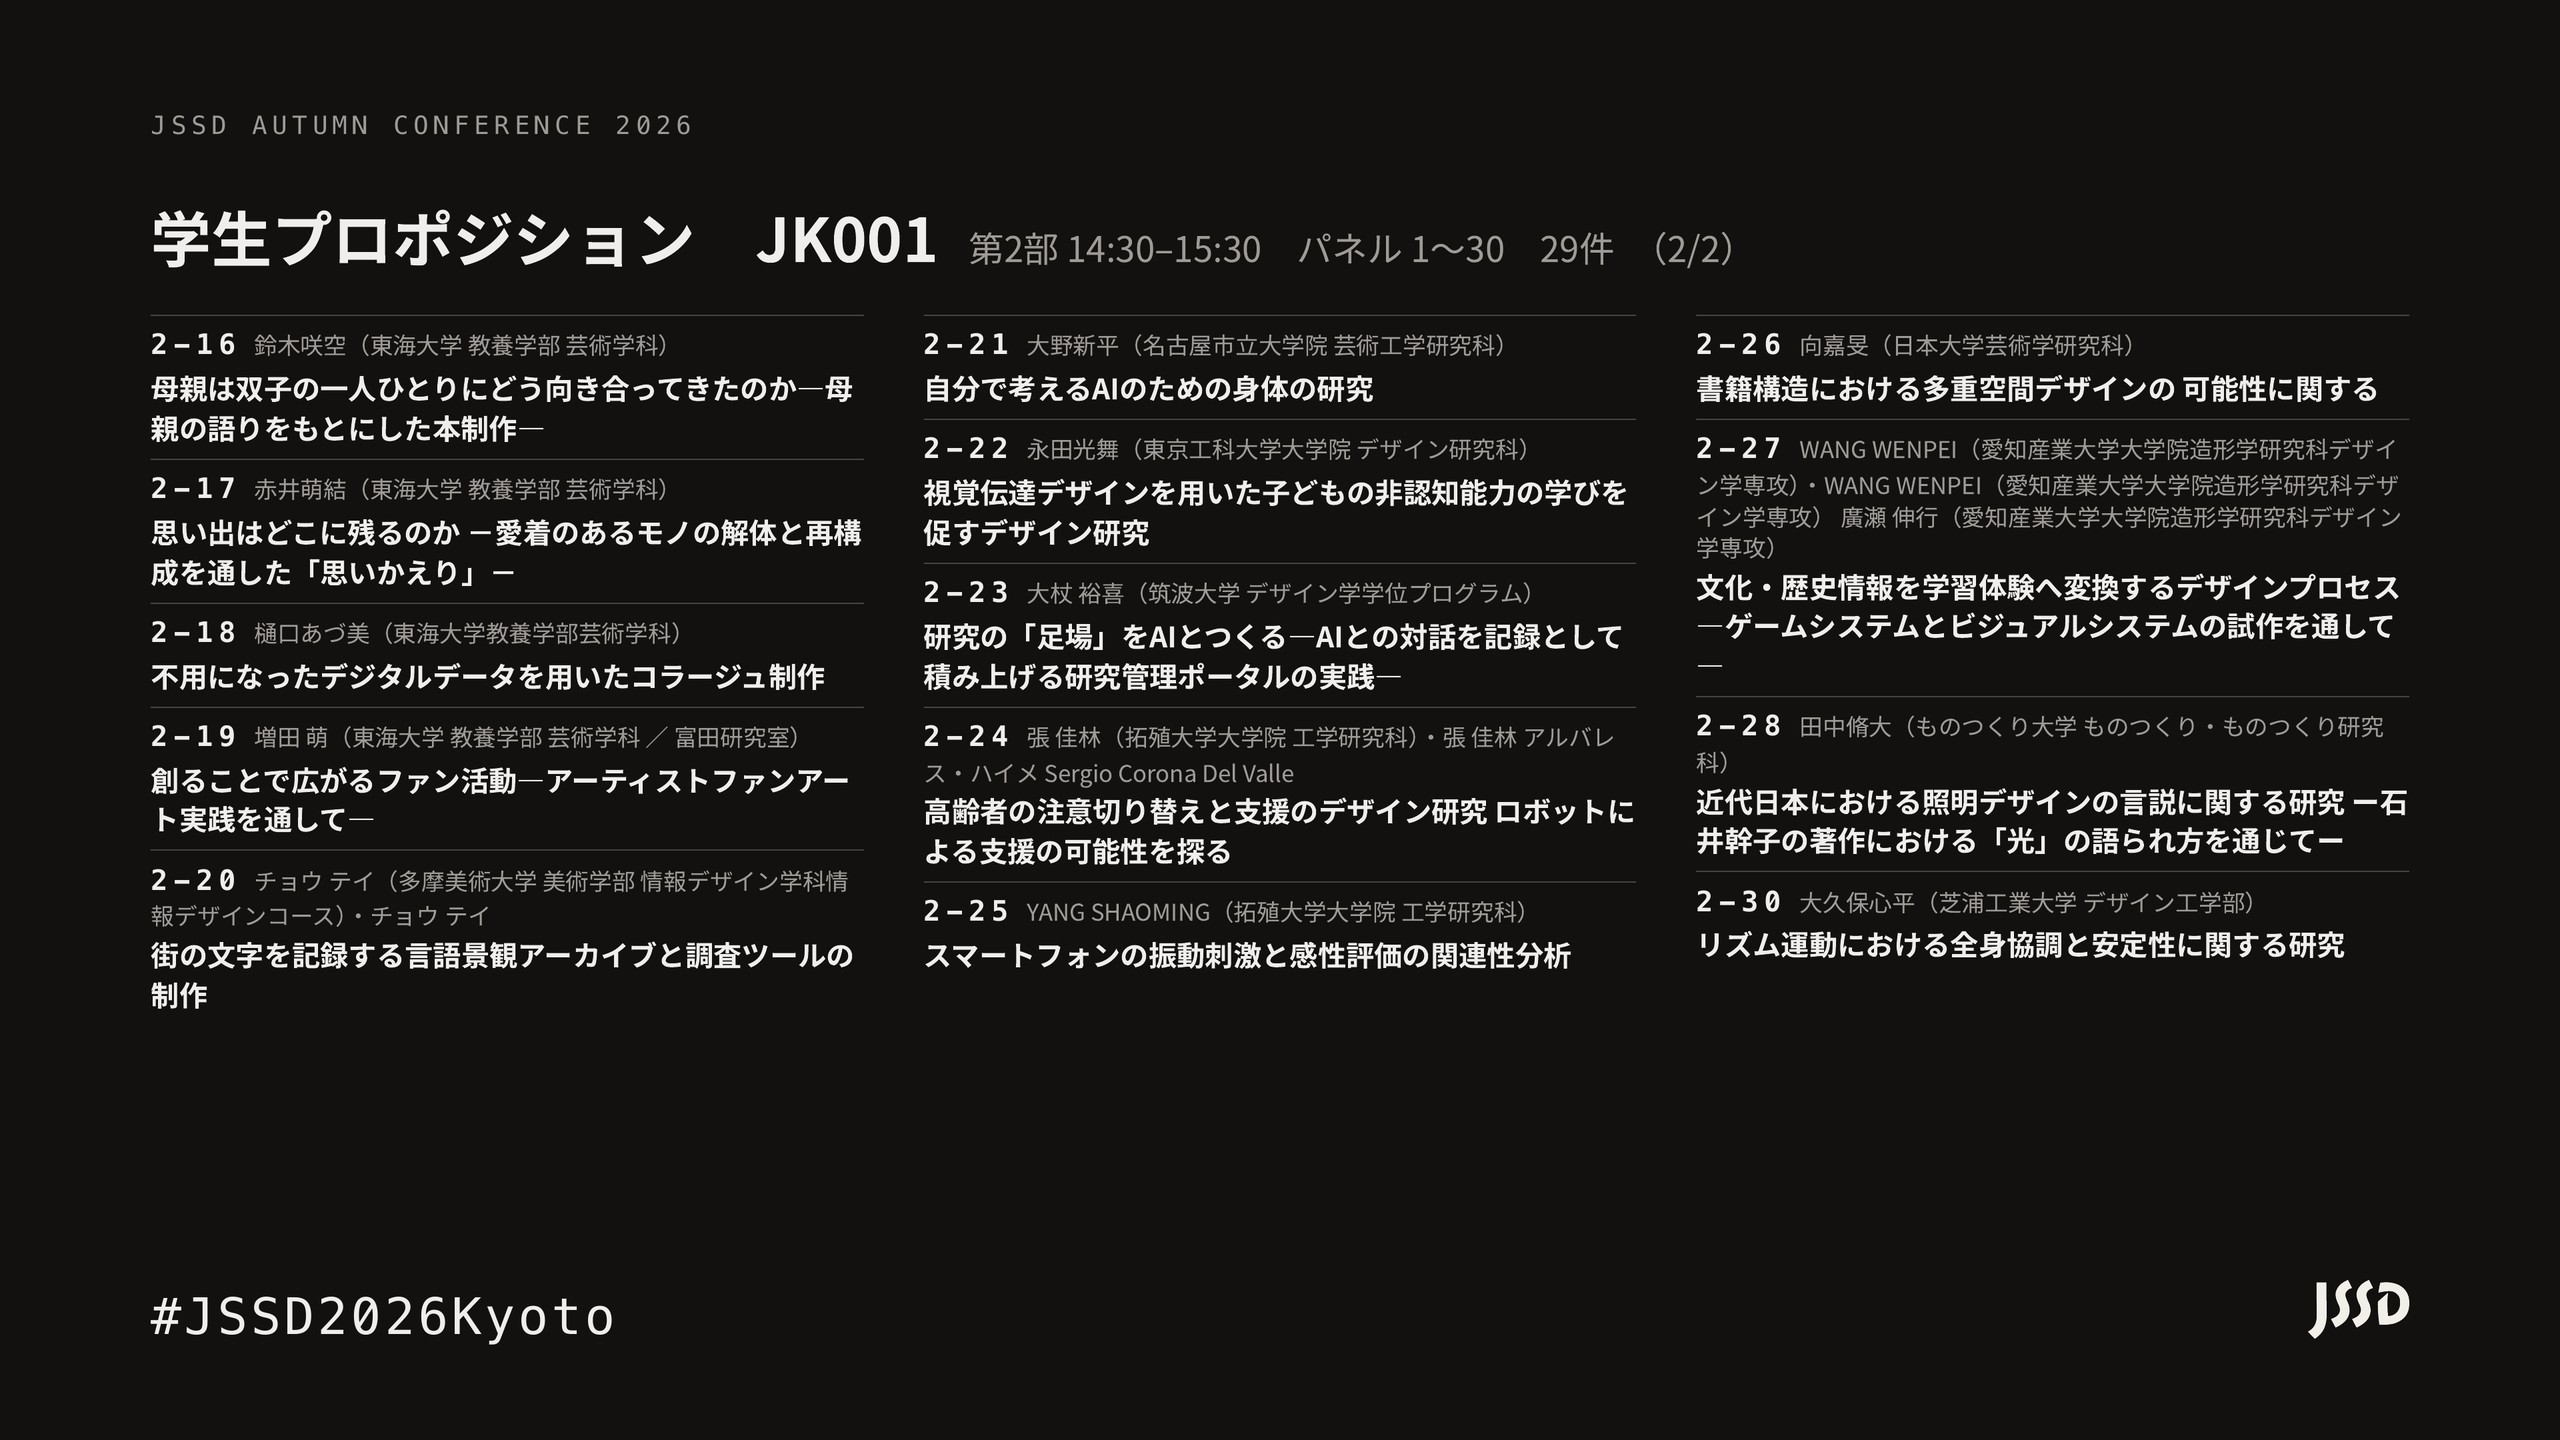 JSSD AUTUMN CONFERENCE 2026
学生プロポジション　JK001 第2部 14:30–15:30　パネル 1〜30　29件　（2/2）
2-16 鈴木咲空（東海大学 教養学部 芸術学科）
母親は双子の一人ひとりにどう向き合ってきたのか―母
親の語りをもとにした本制作―
2-17 赤井萌結（東海大学 教養学部 芸術学科）
思い出はどこに残るのか －愛着のあるモノの解体と再構
成を通した「思いかえり」－
2-18 樋口あづ美（東海大学教養学部芸術学科）
不用になったデジタルデータを用いたコラージュ制作
2-19 増田 萌（東海大学 教養学部 芸術学科 ／ 富田研究室）
創ることで広がるファン活動―アーティストファンアー
ト実践を通して―
2-20 チョウ テイ（多摩美術大学 美術学部 情報デザイン学科情
報デザインコース）・チョウ テイ
街の文字を記録する言語景観アーカイブと調査ツールの
制作
2-21 大野新平（名古屋市立大学院 芸術工学研究科）
自分で考えるAIのための身体の研究
2-22 永田光舞（東京工科大学大学院 デザイン研究科）
視覚伝達デザインを用いた子どもの非認知能力の学びを
促すデザイン研究
2-23 大杖 裕喜（筑波大学 デザイン学学位プログラム）
研究の「足場」をAIとつくる―AIとの対話を記録として
積み上げる研究管理ポータルの実践―
2-24 張 佳林（拓殖大学大学院 工学研究科）・張 佳林 アルバレ
ス・ハイメ Sergio Corona Del Valle
高齢者の注意切り替えと支援のデザイン研究 ロボットに
よる支援の可能性を探る
2-25 YANG SHAOMING（拓殖大学大学院 工学研究科）
スマートフォンの振動刺激と感性評価の関連性分析
2-26 向嘉旻（日本大学芸術学研究科）
書籍構造における多重空間デザインの 可能性に関する
2-27 WANG WENPEI（愛知産業大学大学院造形学研究科デザイ
ン学専攻）・WANG WENPEI（愛知産業大学大学院造形学研究科デザ
イン学専攻） 廣瀬 伸行（愛知産業大学大学院造形学研究科デザイン
学専攻）
文化・歴史情報を学習体験へ変換するデザインプロセス
―ゲームシステムとビジュアルシステムの試作を通して
―
2-28 田中脩大（ものつくり大学 ものつくり・ものつくり研究
科）
近代日本における照明デザインの言説に関する研究 ー石
井幹子の著作における「光」の語られ方を通じてー
2-30 大久保心平（芝浦工業大学 デザイン工学部）
リズム運動における全身協調と安定性に関する研究
#JSSD2026Kyoto
JSSD